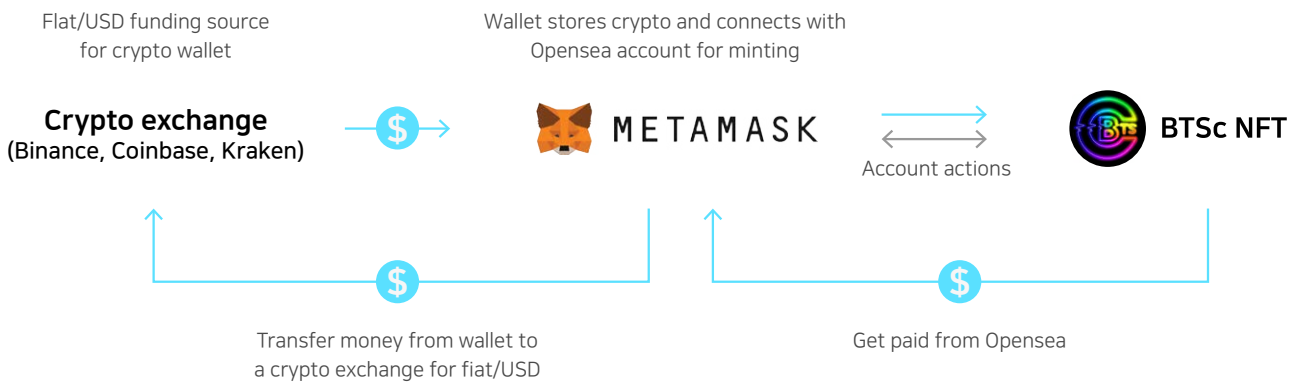 Flat/USD funding source
for crypto wallet
Wallet stores crypto and connects with
Opensea account for minting
Crypto exchange
(Binance, Coinbase, Kraken)
$
METAMASK
Account actions
BTS
BTSc NFT
$
$
Transfer money from wallet to
a crypto exchange for fiat/USD
Get paid from Opensea